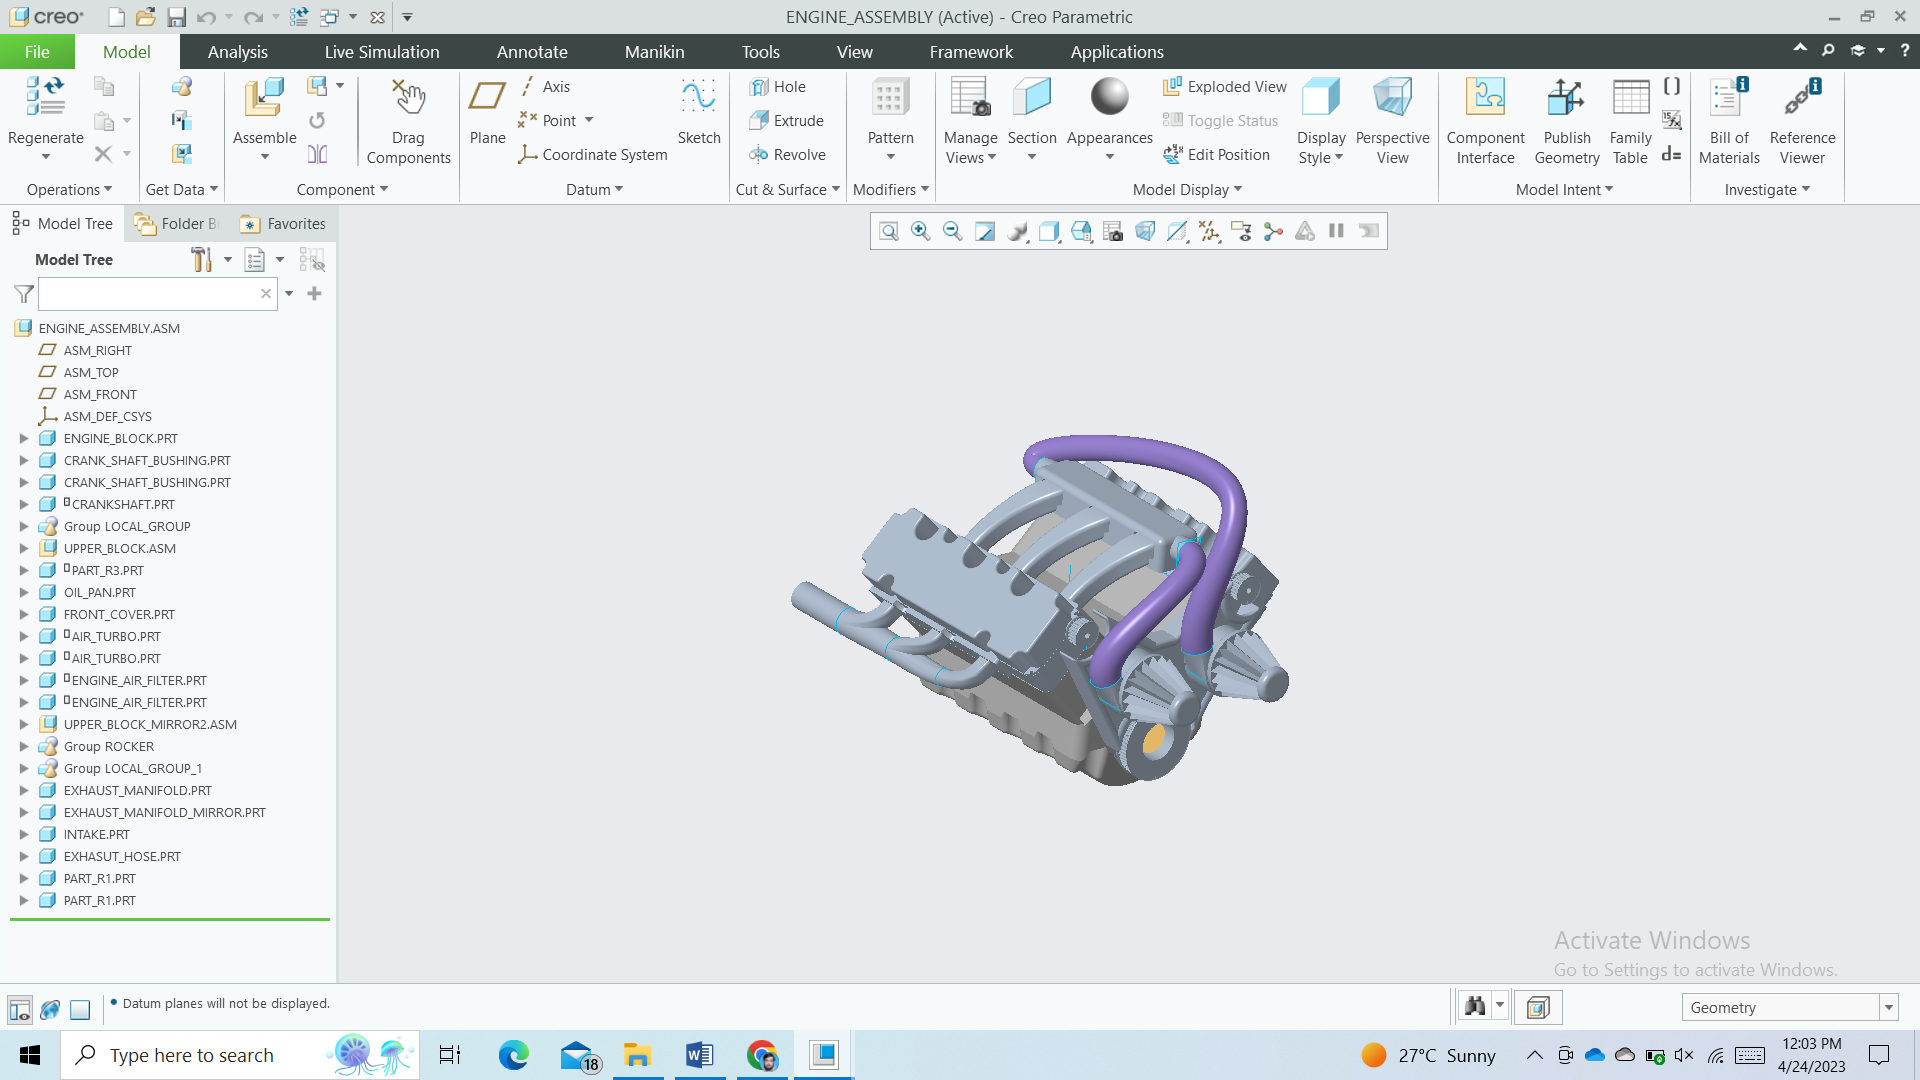 creo
ENGINE_ASSEMBLY (Active) - Creo Parametric
File Model Analysis Live Simulation Annotate Manikin Tools View Framework Applications
Regenerate
Operations
Get Data
Assemble
Drag Components
Component
Plane
Axis
Point
Coordinate System
Sketch
Datum
Hole
Extrude
Revolve
Cut & Surface
Pattern
Modifiers
Manage Views
Section
Appearances
Exploded View
Toggle Status
Edit Position
Display Style
Perspective View
Model Display
Component Interface
Publish Geometry
Family Table
d=
Model Intent
Bill of Materials
Reference Viewer
Investigate
Model Tree
Folder B
Favorites
Model Tree
ENGINE_ASSEMBLY.ASM
ASM_RIGHT
ASM_TOP
ASM_FRONT
ASM_DEF_CSYS
ENGINE_BLOCK.PRT
CRANK_SHAFT_BUSHING.PRT
CRANK_SHAFT_BUSHING.PRT
CRANKSHAFT.PRT
Group LOCAL_GROUP
UPPER_BLOCK.ASM
PART_R3.PRT
OIL_PAN.PRT
FRONT_COVER.PRT
AIR_TURBO.PRT
AIR_TURBO.PRT
ENGINE_AIR_FILTER.PRT
ENGINE_AIR_FILTER.PRT
UPPER_BLOCK_MIRROR2.ASM
Group ROCKER
Group LOCAL_GROUP_1
EXHAUST_MANIFOLD.PRT
EXHAUST_MANIFOLD_MIRROR.PRT
INTAKE.PRT
EXHASUT_HOSE.PRT
PART_R1.PRT
PART_R1.PRT
Activate Windows
Go to Settings to activate Windows.
• Datum planes will not be displayed.
Geometry
Type here to search
18
27°C Sunny
12:03 PM
4/24/2023